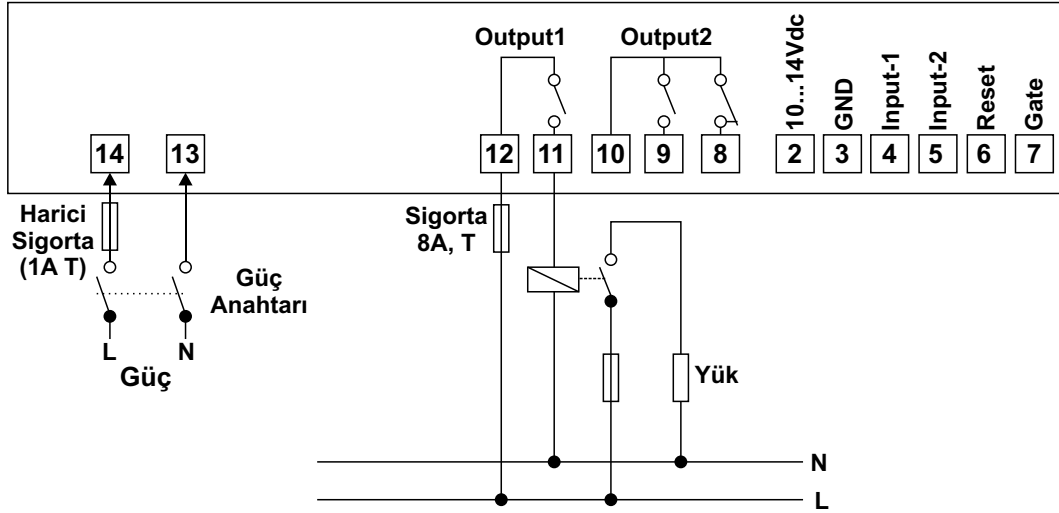 Output1
Output2
10...14Vdc
GND
Input-1
Input-2
Reset
Gate
14
13
12
11
10
9
8
2
3
4
5
6
7
Harici
Sigorta
(1A T)
Güç
Anahtarı
L
N
Güç
Sigorta
8A, T
Yük
N
L